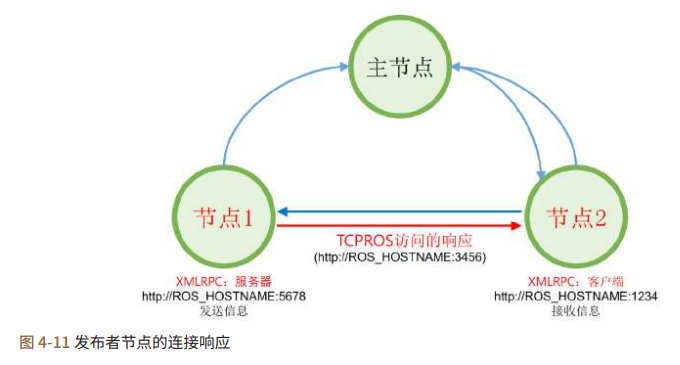 主节点
节点1
节点2
TCPROS访问的响应
(http://ROS_HOSTNAME:3456)
XMLRPC：服务器
http://ROS_HOSTNAME:5678
发送信息
XMLRPC：客户端
http://ROS_HOSTNAME:1234
接收信息
图 4-11 发布者节点的连接响应